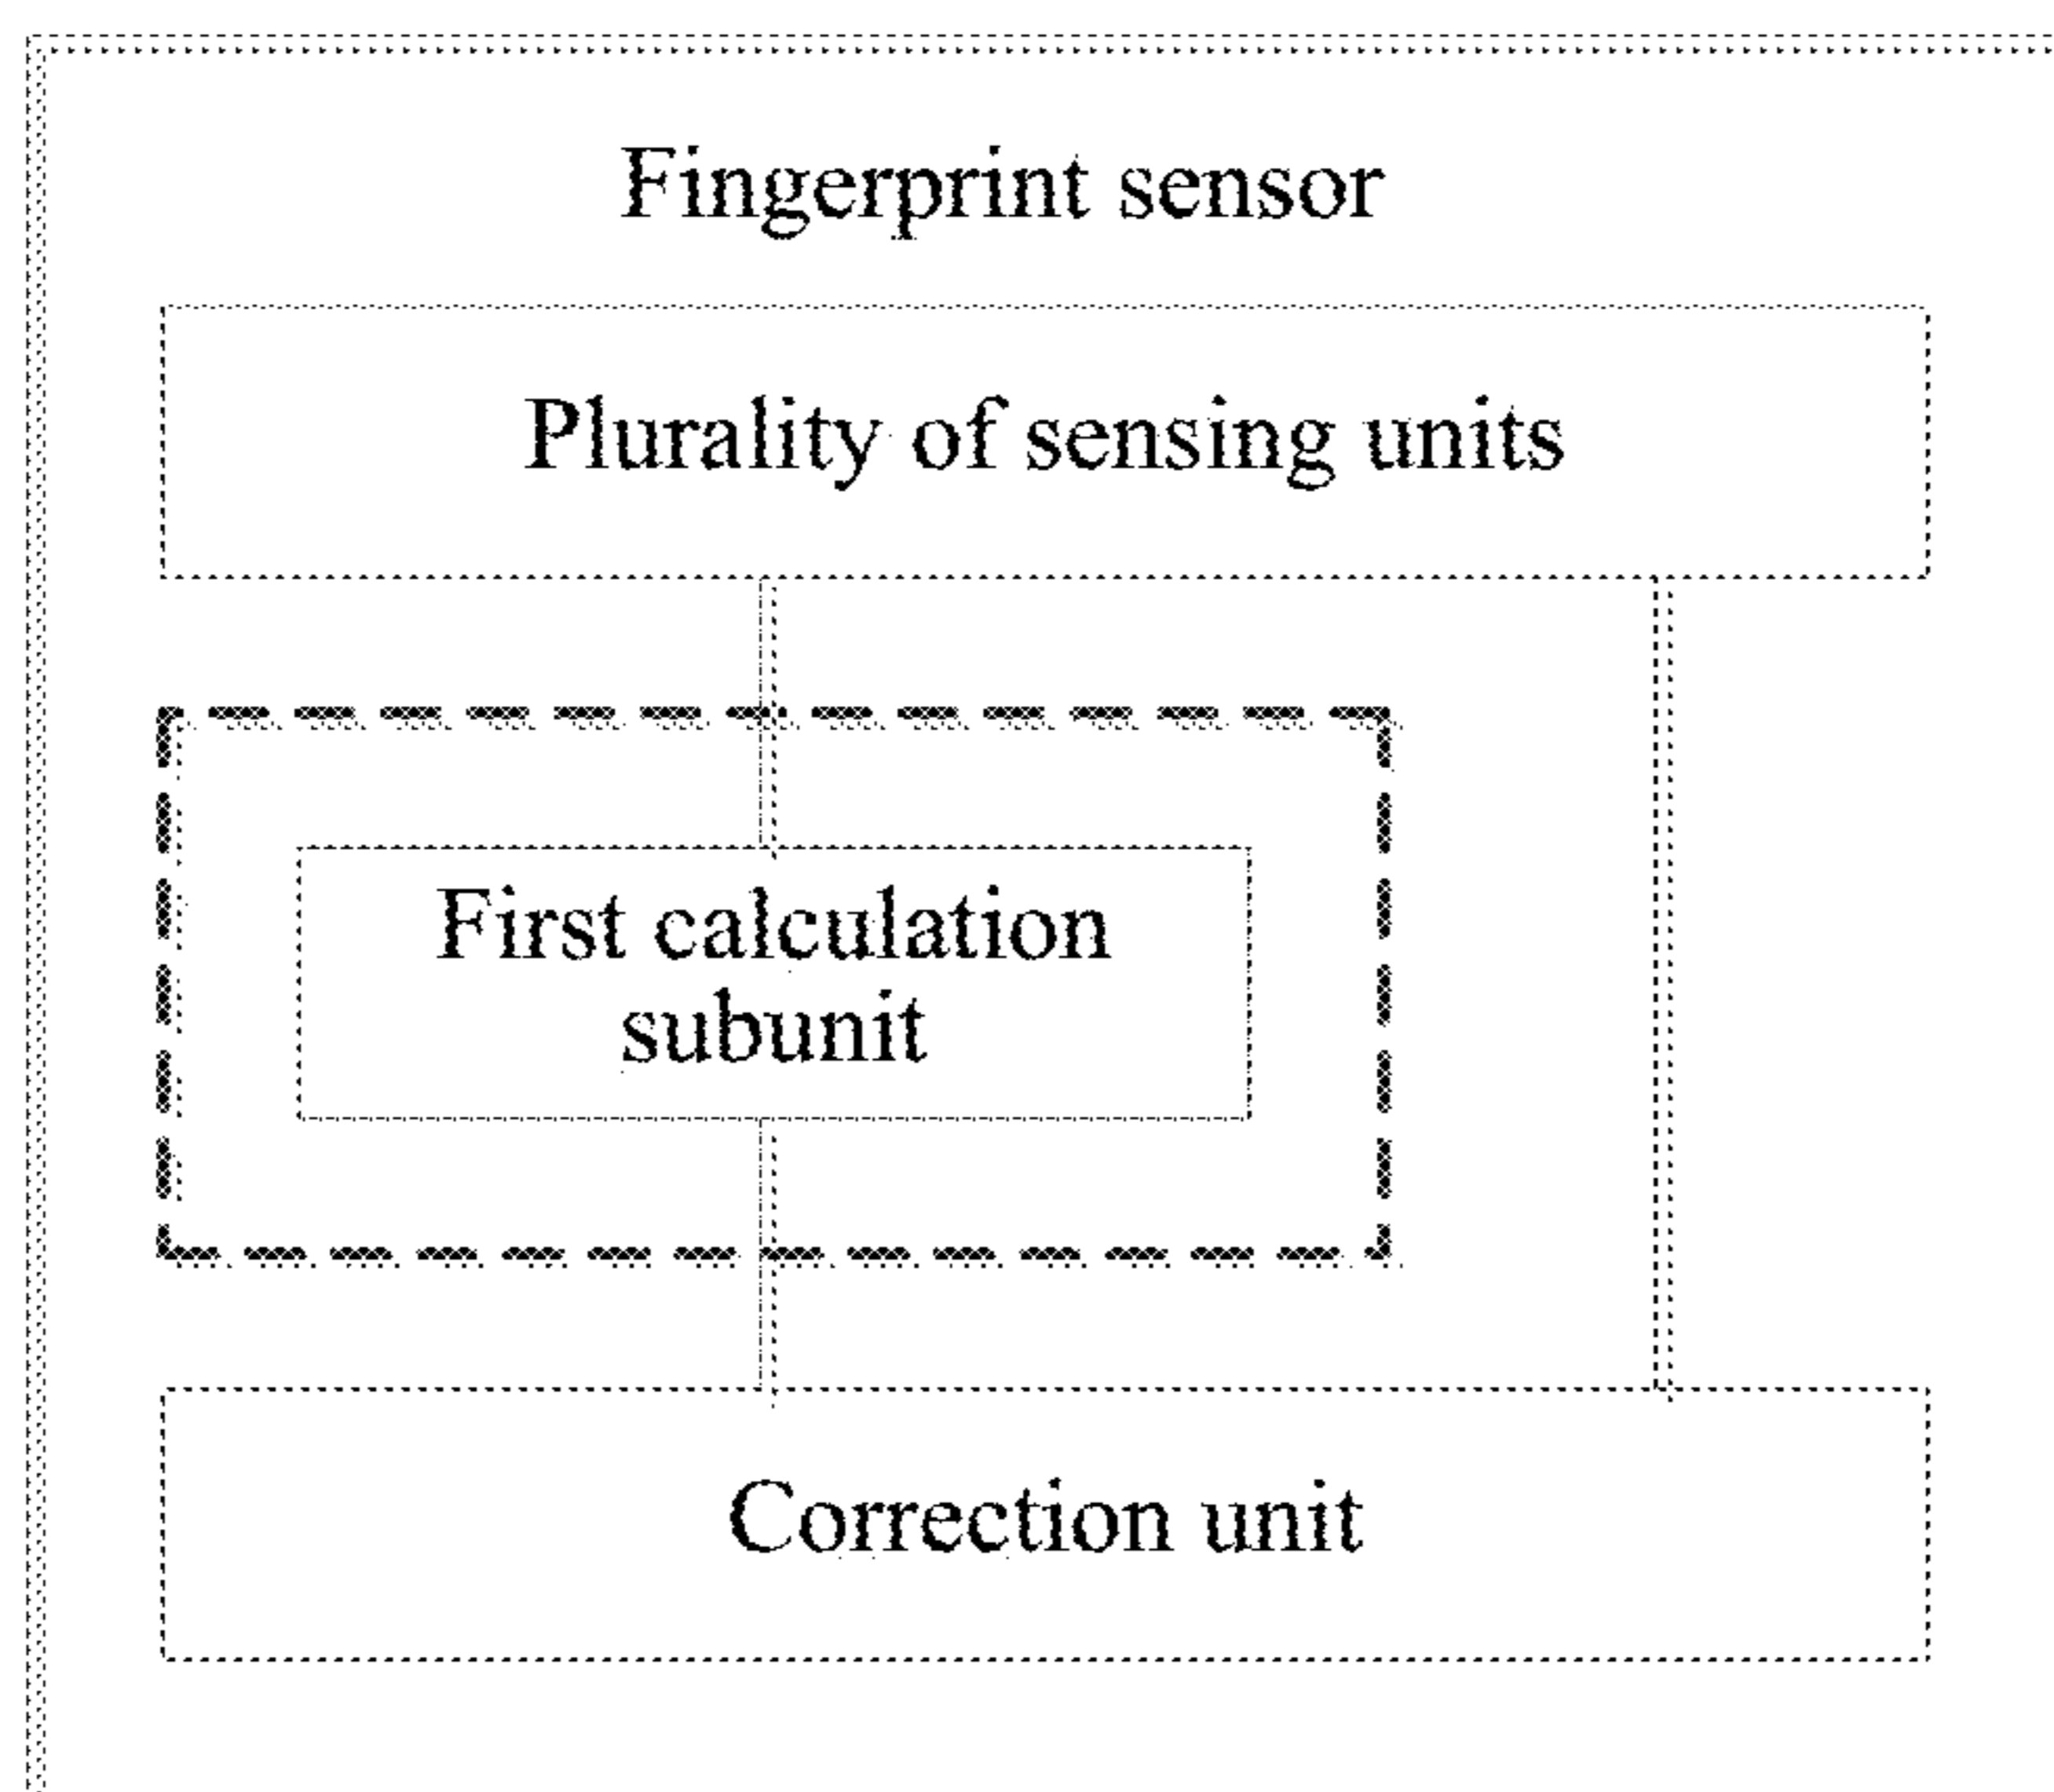 Fingerprint sensor
Plurality of sensing units
First calculation
subunit
Correction unit